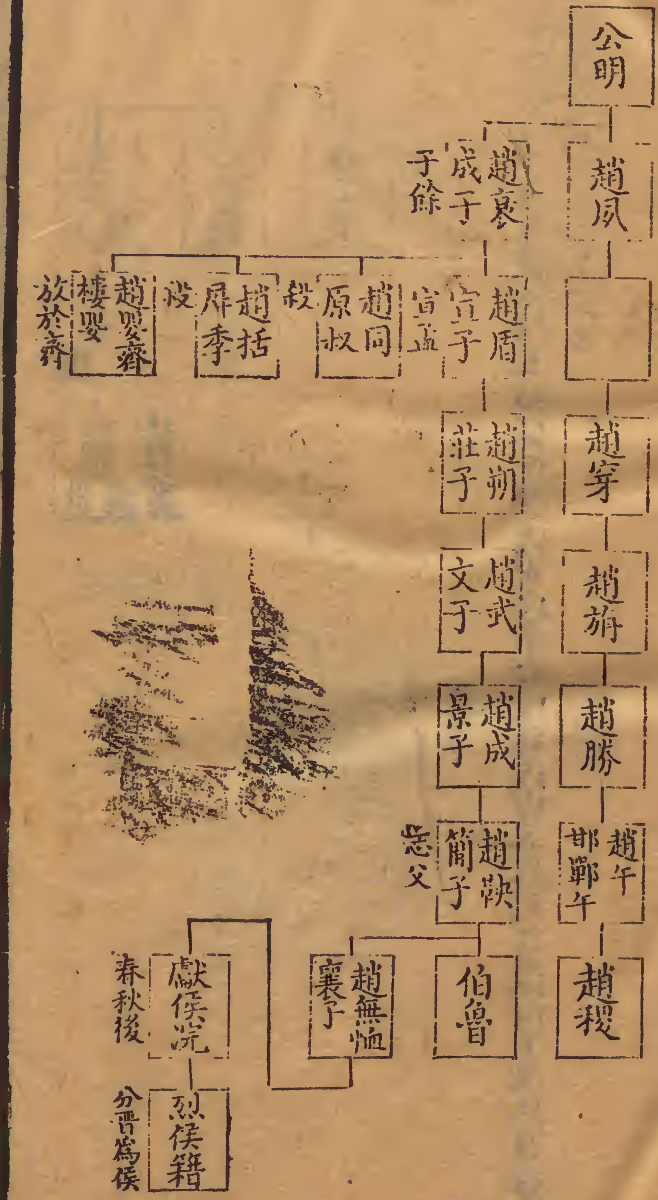 公明
趙夙
趙穿
趙旃
趙勝
趙午
邯鄲午
趙稷
趙衰
成子
子餘
趙盾
宣子
宣孟
趙朔
莊子
趙武
文子
趙成
景子
趙鞅
簡子
志父
伯魯
趙無恤
襄子
獻侯浣
春秋後
烈侯籍
分晋為侯
趙同
原叔
殺
趙括
屏季
殺
趙嬰齊
樓嬰
放於齊